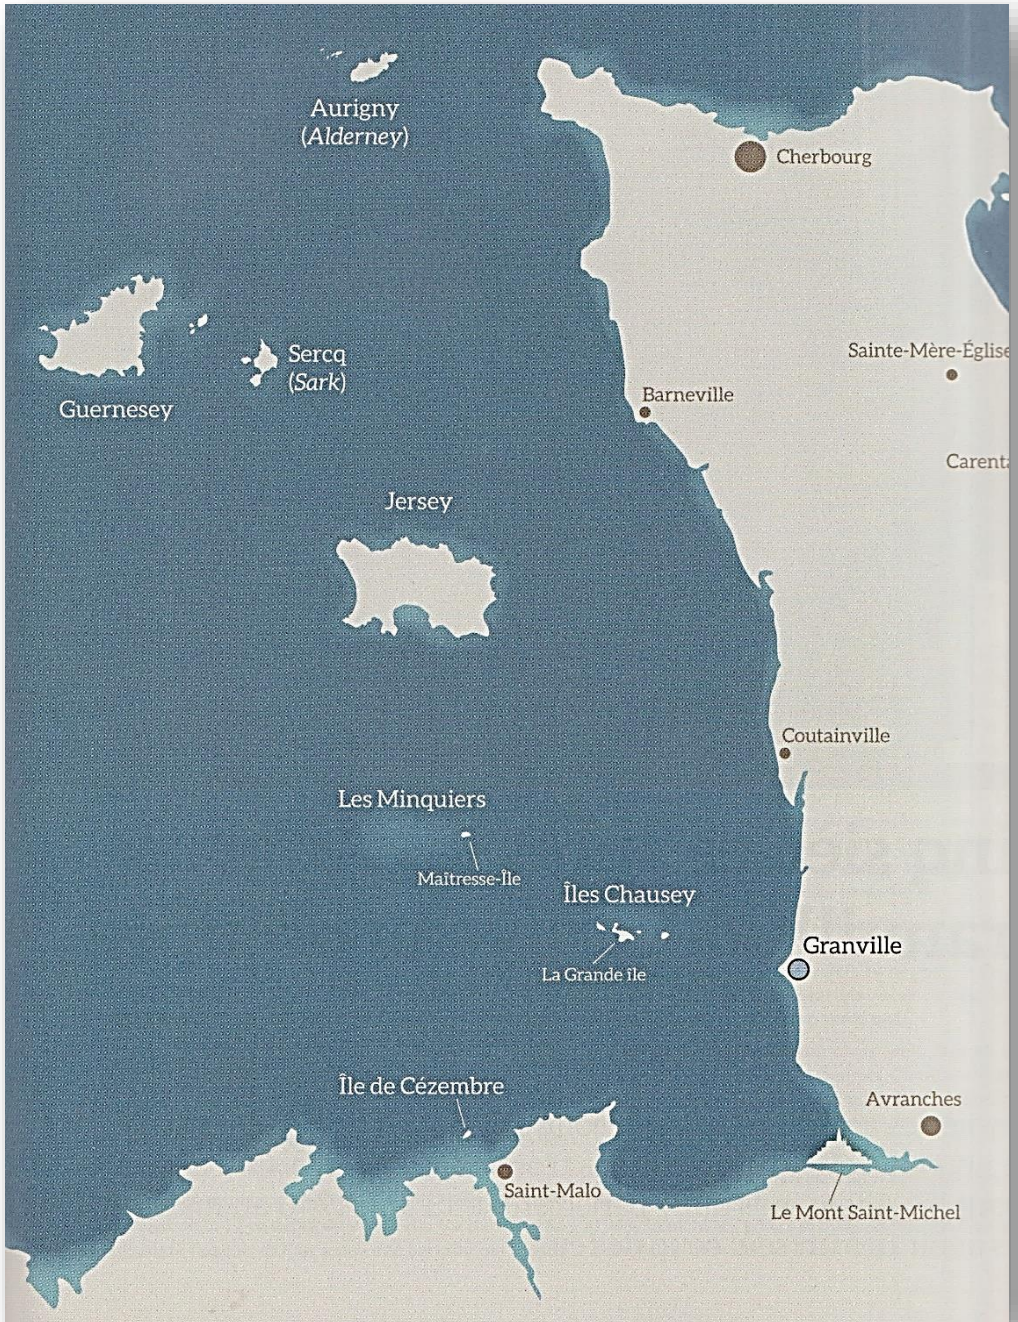 Aurigny
(Alderney)
Cherbourg
Sainte-Mère-Église
Sercq
(Sark)
Barneville
Guernesey
Carenta
Jersey
Coutainville
Les Minquiers
Maîtresse-Île
Îles Chausey
Granville
La Grande île
Île de Cézembre
Avranches
Saint-Malo
Le Mont Saint-Michel